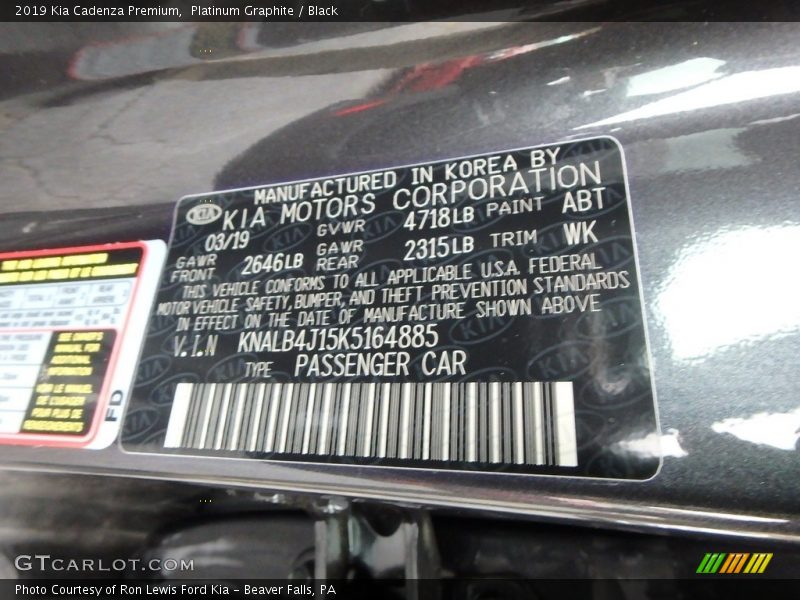 2019 Kia Cadenza Premium, Platinum Graphite / Black
MANUFACTURED IN KOREA BY
KIA KIA MOTORS CORPORATION
03/19 GVWR 4718LB PAINT ABT
GAWR FRONT 2646LB GAWR REAR 2315LB TRIM WK
THIS VEHICLE CONFORMS TO ALL APPLICABLE U.S.A. FEDERAL
MOTOR VEHICLE SAFETY, BUMPER, AND THEFT PREVENTION STANDARDS
IN EFFECT ON THE DATE OF MANUFACTURE SHOWN ABOVE
V.I.N KNALB4J15K5164885
TYPE PASSENGER CAR
FD
GTCARLOT.COM
Photo Courtesy of Ron Lewis Ford Kia – Beaver Falls, PA